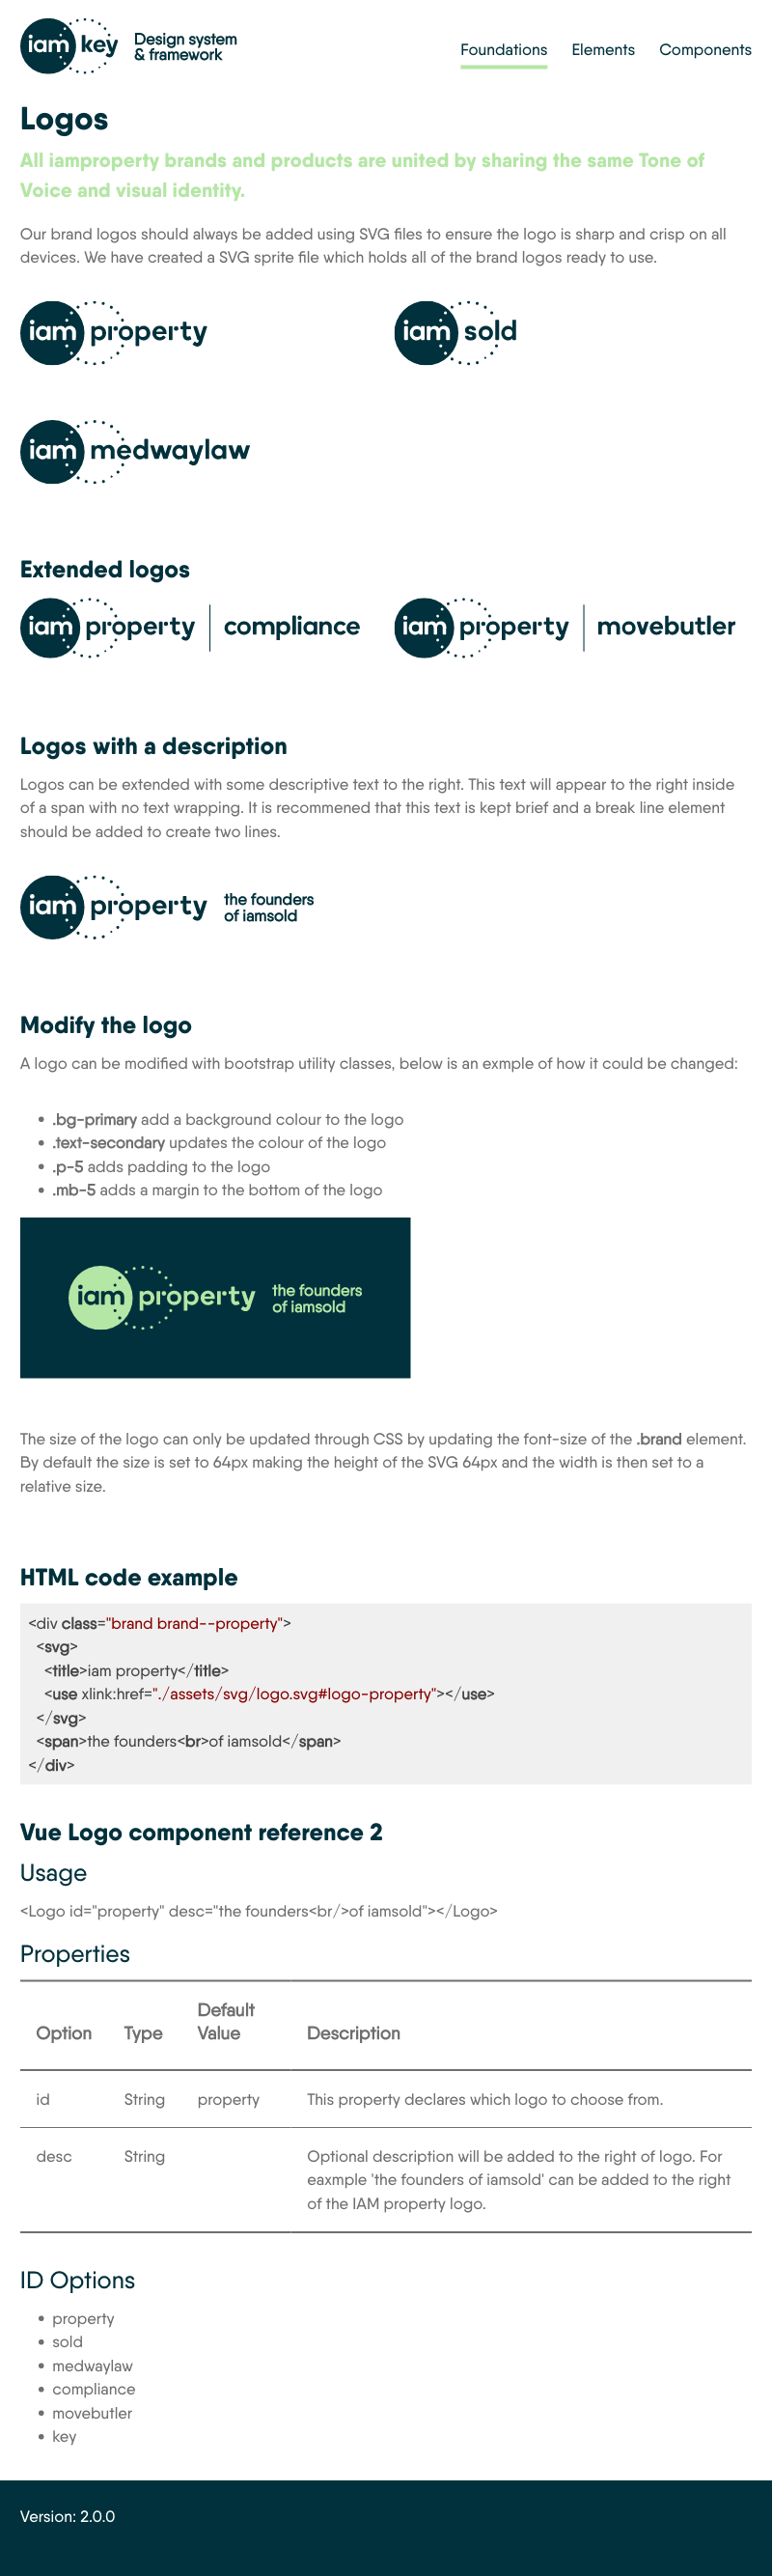 iam key Design system
& framework
Foundations Elements Components
Logos
All iamproperty brands and products are united by sharing the same Tone of
Voice and visual identity.
Our brand logos should always be added using SVG files to ensure the logo is sharp and crisp on all
devices. We have created a SVG sprite file which holds all of the brand logos ready to use.
iam property
iam sold
iam medwaylaw
Extended logos
iam property | compliance
iam property | movebutler
Logos with a description
Logos can be extended with some descriptive text to the right. This text will appear to the right inside
of a span with no text wrapping. It is recommened that this text is kept brief and a break line element
should be added to create two lines.
iam property the founders
of iamsold
Modify the logo
A logo can be modified with bootstrap utility classes, below is an exmple of how it could be changed:
• .bg-primary add a background colour to the logo
• .text-secondary updates the colour of the logo
• .p-5 adds padding to the logo
• .mb-5 adds a margin to the bottom of the logo
iam property the founders
of iamsold
The size of the logo can only be updated through CSS by updating the font-size of the .brand element.
By default the size is set to 64px making the height of the SVG 64px and the width is then set to a
relative size.
HTML code example
<div class="brand brand--property">
<svg>
<title>iam property</title>
<use xlink:href="./assets/svg/logo.svg#logo-property"></use>
</svg>
<span>the founders<br>of iamsold</span>
</div>
Vue Logo component reference 2
Usage
<Logo id="property" desc="the founders<br/>of iamsold"></Logo>
Properties
Option Type Default Value Description
id String property This property declares which logo to choose from.
desc String Optional description will be added to the right of logo. For
eaxmple 'the founders of iamsold' can be added to the right
of the IAM property logo.
ID Options
• property
• sold
• medwaylaw
• compliance
• movebutler
• key
Version: 2.0.0